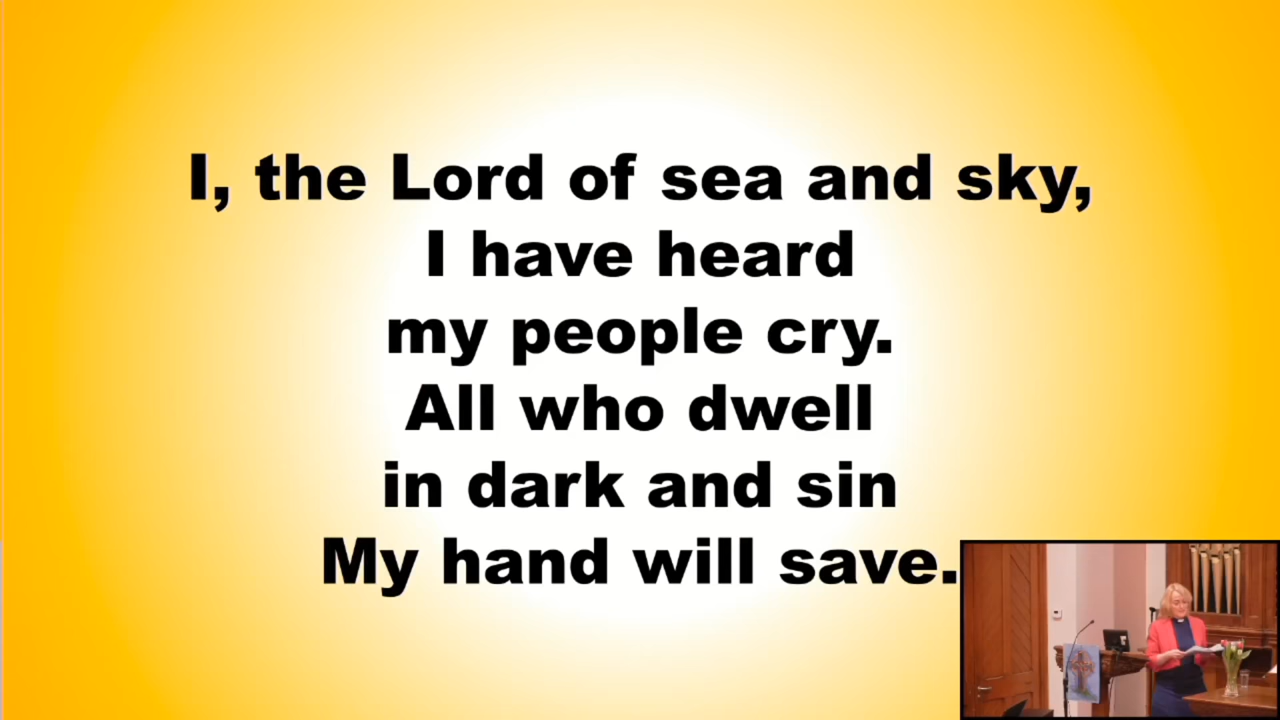 I, the Lord of sea and sky,
I have heard
my people cry.
All who dwell
in dark and sin
My hand will save.